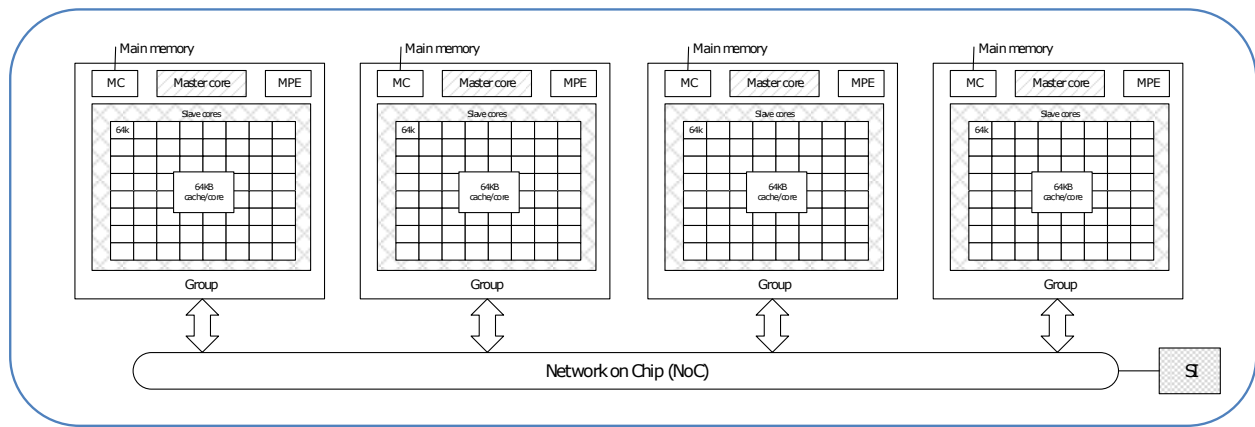 Main memory
Main memory
Main memory
Main memory
MC
Master core
MPE
MC
Master core
MPE
MC
Master core
MPE
MC
Master core
MPE
Slave cores
Slave cores
Slave cores
Slave cores
64k
64k
64k
64k
64KB
cache/core
64KB
cache/core
64KB
cache/core
64KB
cache/core
Group
Group
Group
Group
Network on Chip (NoC)
SI